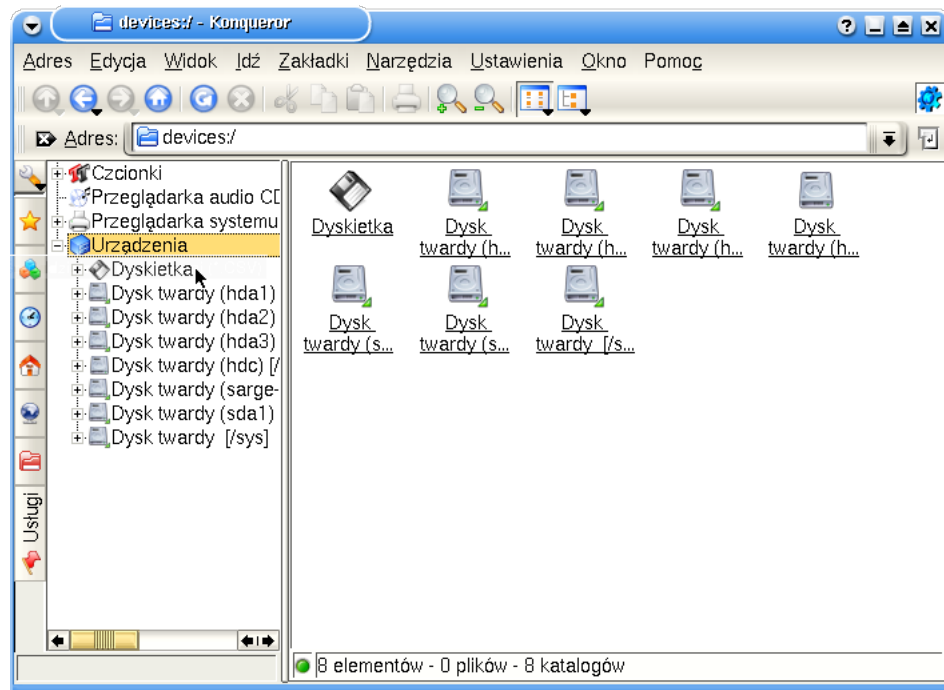 devices:/ - Konqueror
Adres Edycja Widok Idź Zakładki Narzędzia Ustawienia Okno Pomoc
Adres: devices:/
Czcionki
Przeglądarka audio CD
Przeglądarka systemu
Urządzenia
Dyskietka
Dysk twardy (hda1)
Dysk twardy (hda2)
Dysk twardy (hda3)
Dysk twardy (hdc) [/
Dysk twardy (sarge-
Dysk twardy (sda1)
Dysk twardy [/sys]
Usługi
Dyskietka
Dysk
twardy (h...
Dysk
twardy (h...
Dysk
twardy (h...
Dysk
twardy (h...
Dysk
twardy (s...
Dysk
twardy (s...
Dysk
twardy [/s...
8 elementów - 0 plików - 8 katalogów